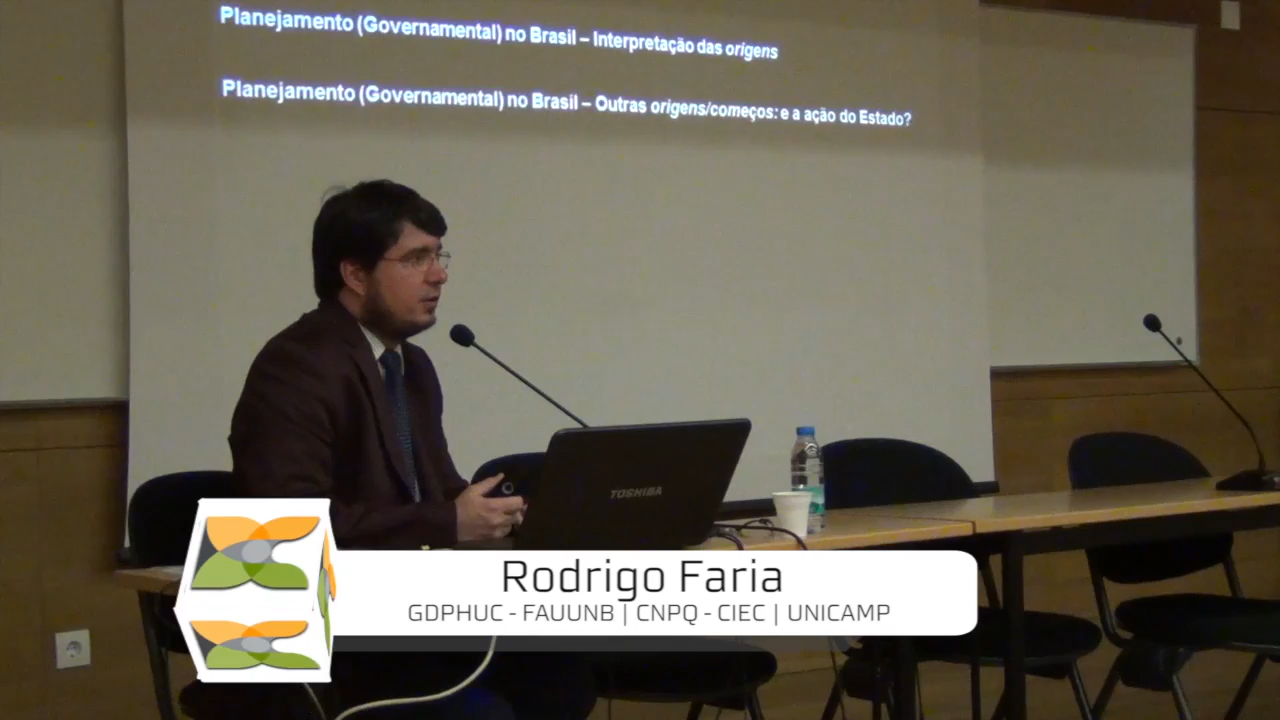 Planejamento (Governamental) no Brasil – Interpretação das origens
Planejamento (Governamental) no Brasil – Outras origens/começos: e a ação do Estado?
TOSHIBA
Rodrigo Faria
GDPHUC - FAUUNB | CNPQ - CIEC | UNICAMP